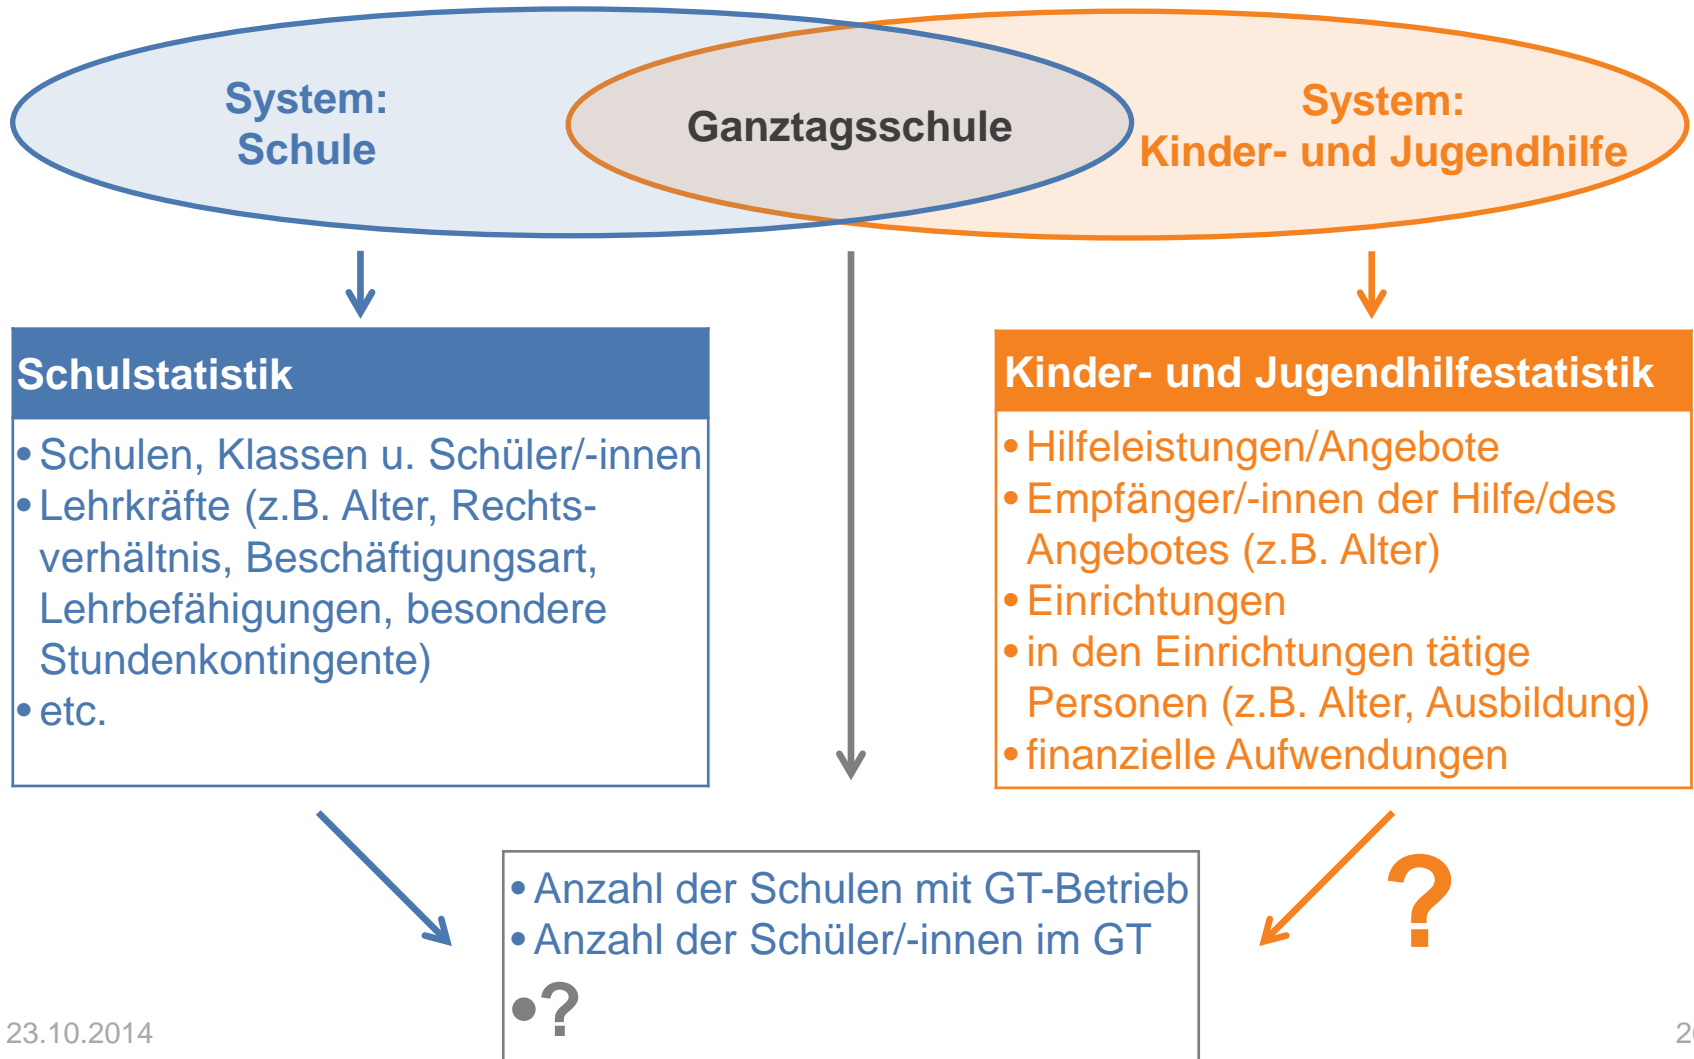 System:
Schule
Ganztagsschule
System:
Kinder- und Jugendhilfe
Schulstatistik
• Schulen, Klassen u. Schüler/-innen
• Lehrkräfte (z.B. Alter, Rechts-
verhältnis, Beschäftigungsart,
Lehrbefähigungen, besondere
Stundenkontingente)
• etc.
Kinder- und Jugendhilfestatistik
• Hilfeleistungen/Angebote
• Empfänger/-innen der Hilfe/des
Angebotes (z.B. Alter)
• Einrichtungen
• in den Einrichtungen tätige
Personen (z.B. Alter, Ausbildung)
• finanzielle Aufwendungen
?
• Anzahl der Schulen mit GT-Betrieb
• Anzahl der Schüler/-innen im GT
• ?
23.10.2014